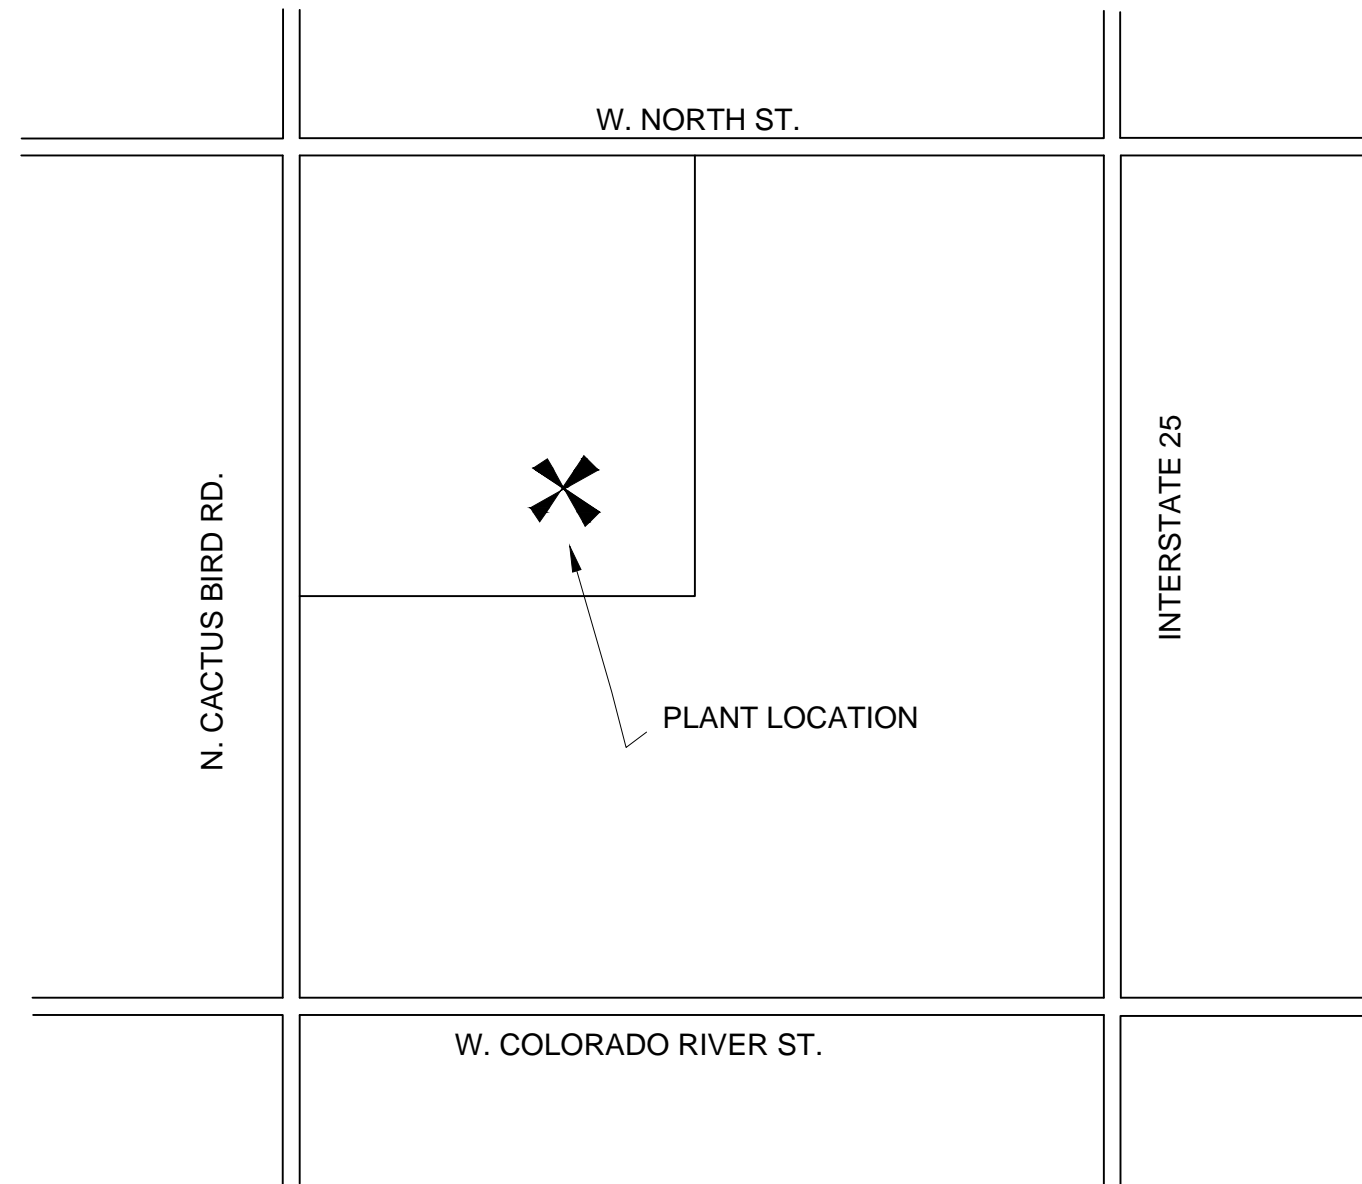 W. NORTH ST.
N. CACTUS BIRD RD.
INTERSTATE 25
PLANT LOCATION
W. COLORADO RIVER ST.